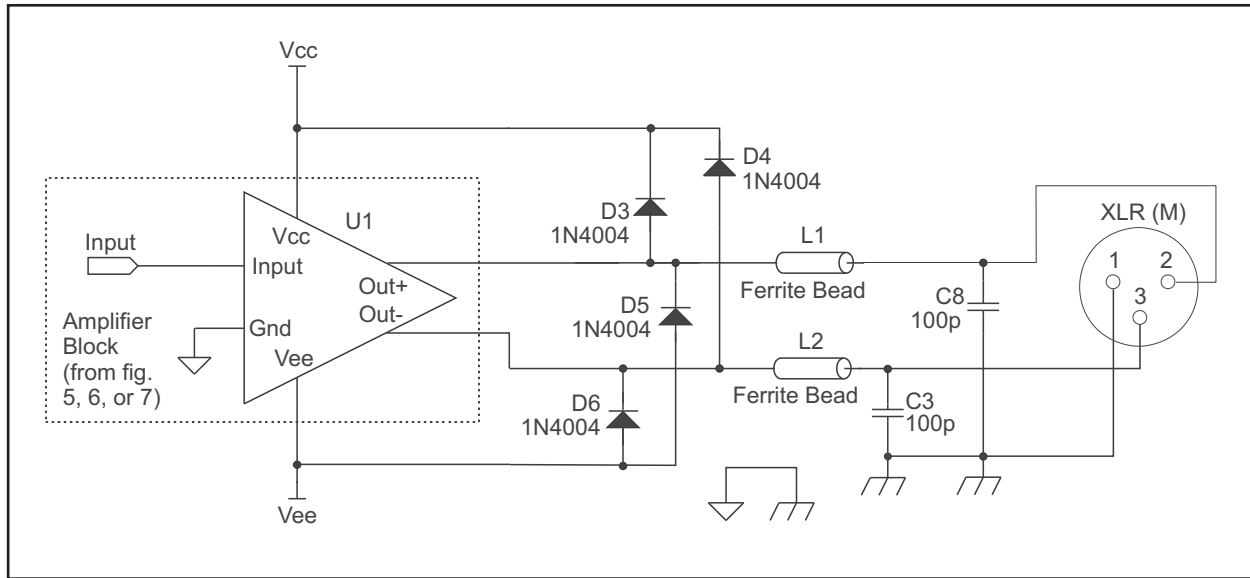 Vcc
D4
1N4004
D3
1N4004
XLR (M)
U1
Vcc
Input
Input
L1
1
2
3
Out+
Out-
Ferrite Bead
D5
1N4004
C8
100p
Amplifier
Block
(from fig.
5, 6, or 7)
Gnd
Vee
L2
Ferrite Bead
D6
1N4004
C3
100p
Vee